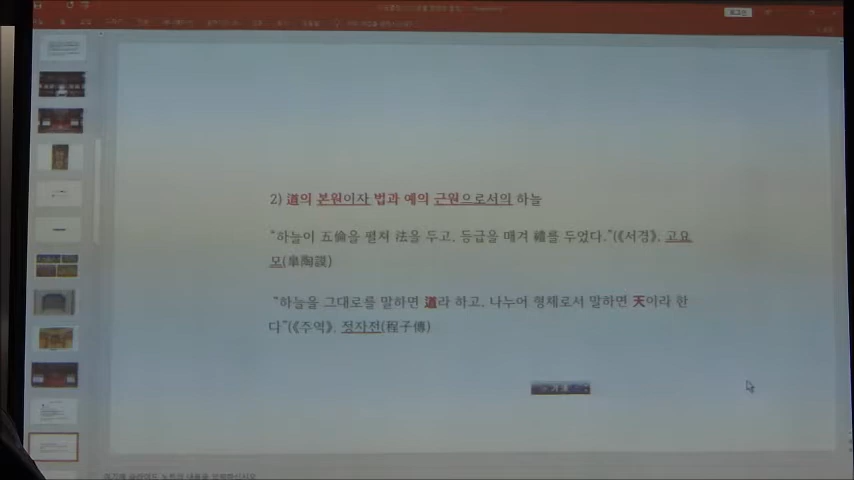 로그인
2) 道의 본원이자 법과 예의 근원으로서의 하늘
“하늘이 五倫을 펼쳐 法을 두고, 등급을 매겨 禮를 두었다.”(《서경》, 고요
모(皐陶謨)
“하늘을 그대로를 말하면 道라 하고, 나누어 형체로서 말하면 天이라 한
다”(《주역》, 정자전(程子傳)